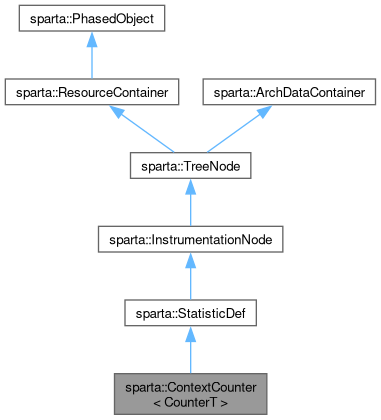 sparta::PhasedObject
sparta::ResourceContainer
sparta::ArchDataContainer
sparta::TreeNode
sparta::InstrumentationNode
sparta::StatisticDef
sparta::ContextCounter
< CounterT >